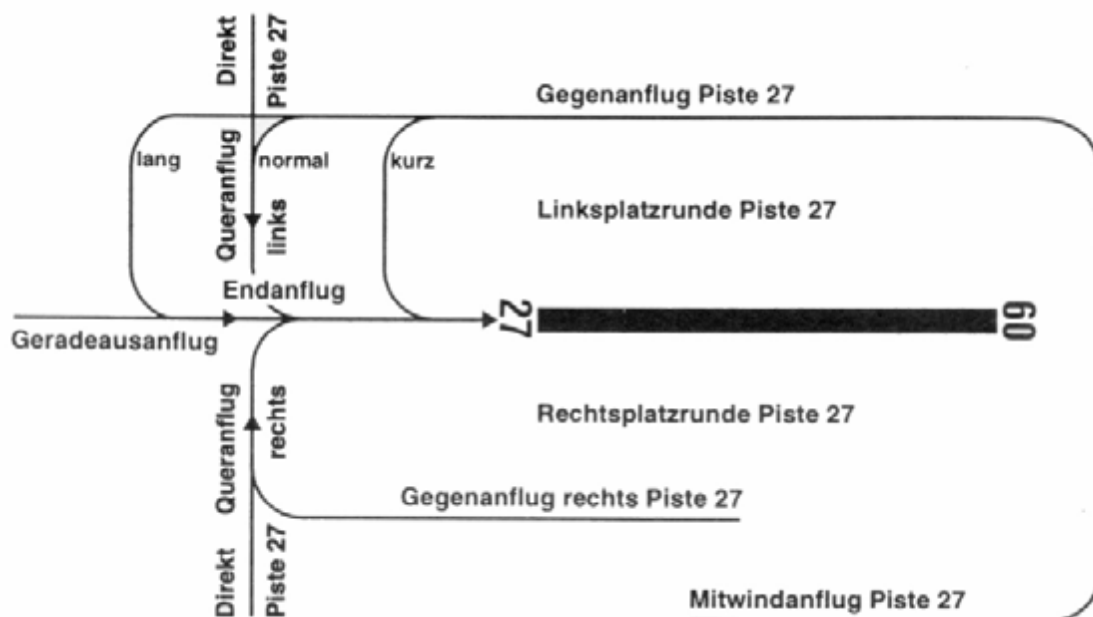 Direkt
Piste 27
Gegenanflug Piste 27
lang
Queranflug
links
normal
kurz
Linksplatzrunde Piste 27
Endanflug
27
09
Geradeausanflug
Queranflug
rechts
Rechtsplatzrunde Piste 27
Gegenanflug rechts Piste 27
Direkt
Piste 27
Mitwindanflug Piste 27